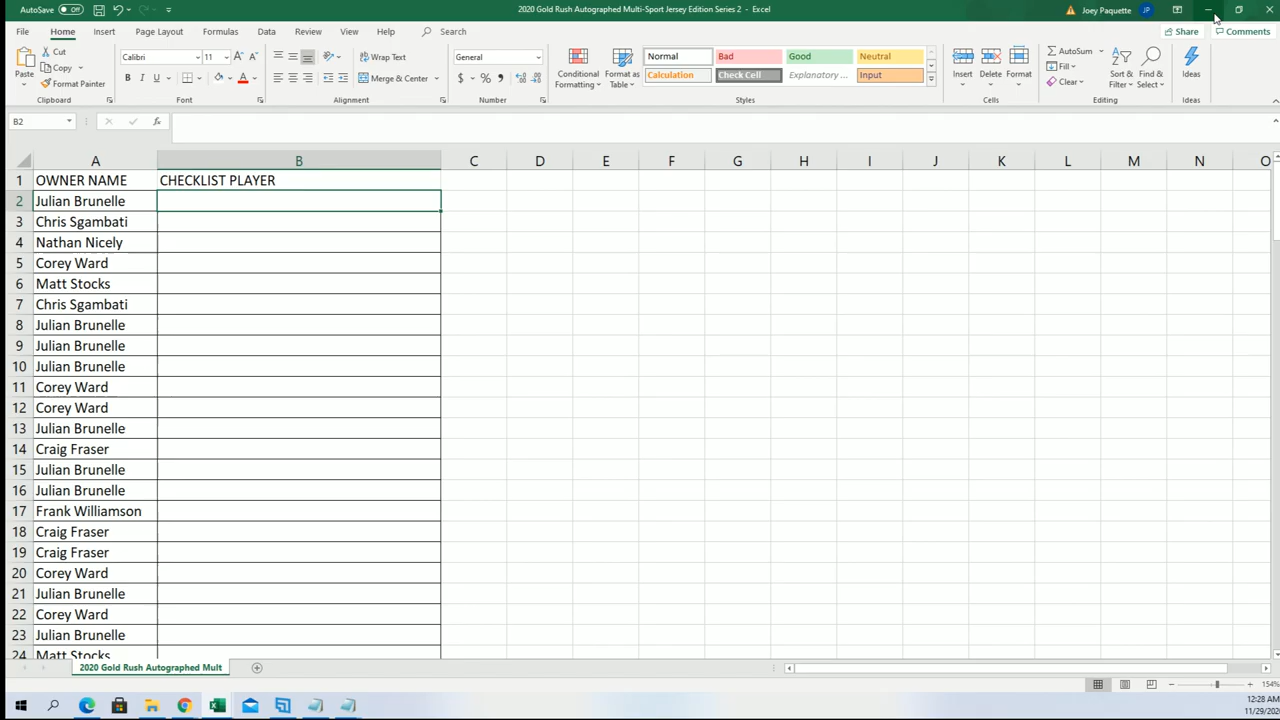 AutoSave Off 2020 Gold Rush Autographed Multi-Sport Jersey Edition Series 2 - Excel Joey Paquette JP
File Home Insert Page Layout Formulas Data Review View Help Search Share Comments
Paste Cut Copy Format Painter Clipboard
Calibri 11 B I U Font
Wrap Text Merge & Center Alignment
General $ % Number
Conditional Formatting Format as Table Normal Bad Good Neutral Calculation Check Cell Explanatory ... Input Styles
Insert Delete Format Cells
AutoSum Fill Clear Sort & Filter Find & Select Editing
Ideas Ideas
B2 fx
A B C D E F G H I J K L M N O
1 OWNER NAME CHECKLIST PLAYER
2 Julian Brunelle
3 Chris Sgambati
4 Nathan Nicely
5 Corey Ward
6 Matt Stocks
7 Chris Sgambati
8 Julian Brunelle
9 Julian Brunelle
10 Julian Brunelle
11 Corey Ward
12 Corey Ward
13 Julian Brunelle
14 Craig Fraser
15 Julian Brunelle
16 Julian Brunelle
17 Frank Williamson
18 Craig Fraser
19 Craig Fraser
20 Corey Ward
21 Julian Brunelle
22 Corey Ward
23 Julian Brunelle
24 Matt Stocks
2020 Gold Rush Autographed Mult
154%
12:28 AM